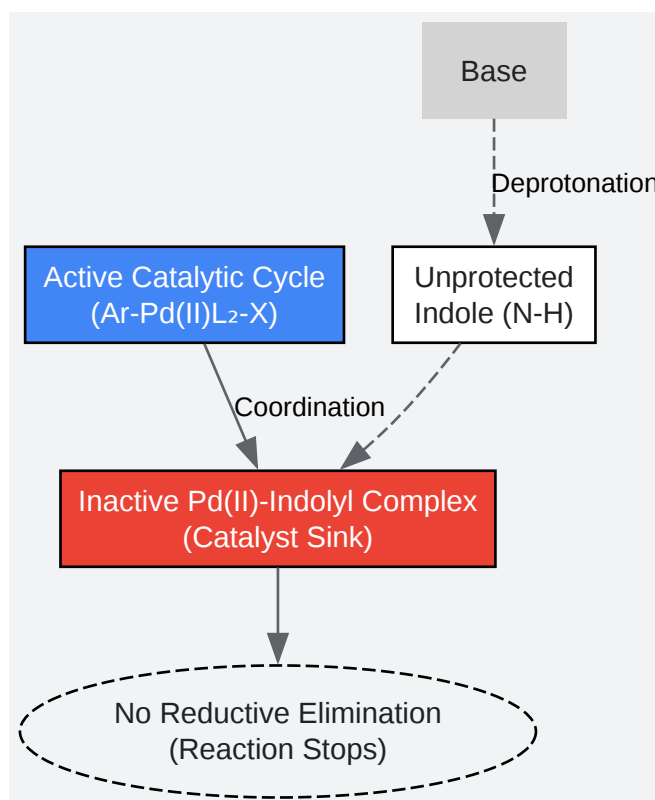 Base
Deprotonation
Active Catalytic Cycle
(Ar-Pd(II)L₂-X)
Unprotected
Indole (N-H)
Coordination
Inactive Pd(II)-Indolyl Complex
(Catalyst Sink)
No Reductive Elimination
(Reaction Stops)